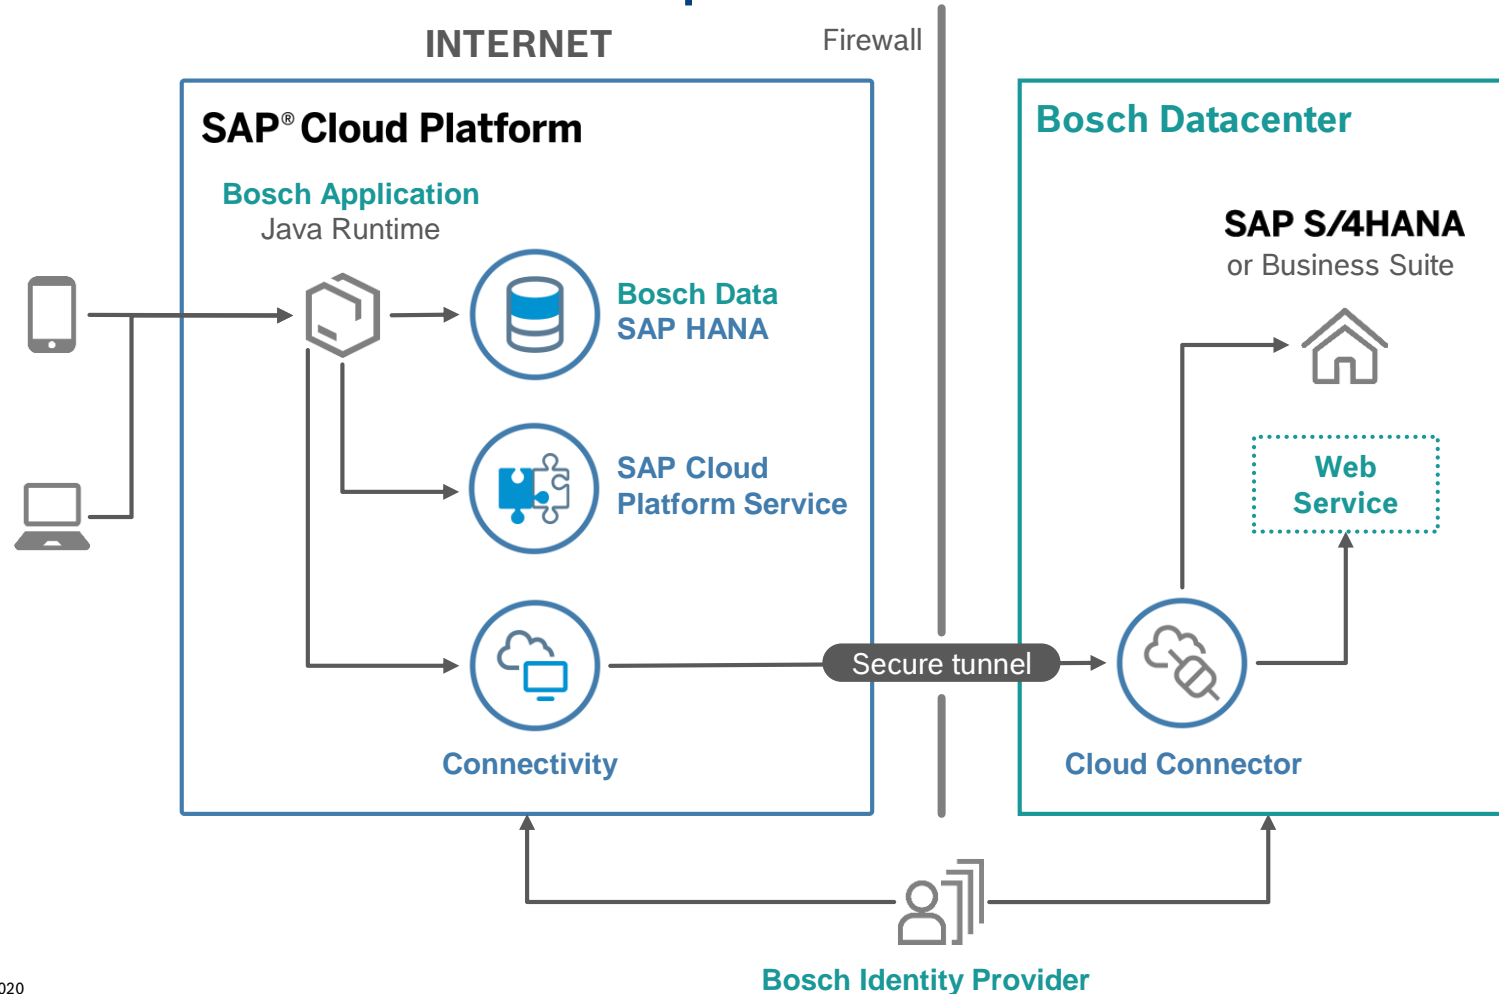 INTERNET
Firewall
SAP® Cloud Platform
Bosch Application
Java Runtime
Bosch Data
SAP HANA
SAP Cloud
Platform Service
Connectivity
Secure tunnel
Bosch Datacenter
SAP S/4HANA
or Business Suite
Web
Service
Cloud Connector
Bosch Identity Provider
020